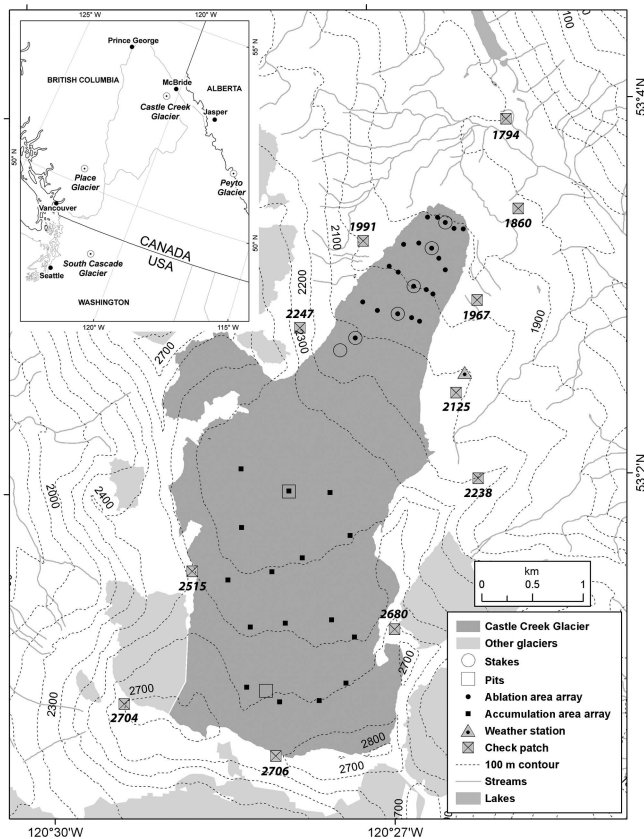 125°W
120°W
Prince George
55° N
BRITISH COLUMBIA
McBride
ALBERTA
Castle Creek
Glacier
Jasper
50° N
Place
Glacier
Peyto
Glacier
Vancouver
CANADA
USA
50° N
Seattle
South Cascade
Glacier
WASHINGTON
120°W
115°W
100
53°4'N
1794
1860
1991
2100
2200
1967
1900
2247
2300
2700
2125
53°2'N
2238
2000
2400
2515
km
0 0.5 1
2680
2700
2300
2700
2704
2800
2706
2700
2700
Castle Creek Glacier
Other glaciers
Stakes
Pits
Ablation area array
Accumulation area array
Weather station
Check patch
100 m contour
Streams
Lakes
120°30'W
120°27'W